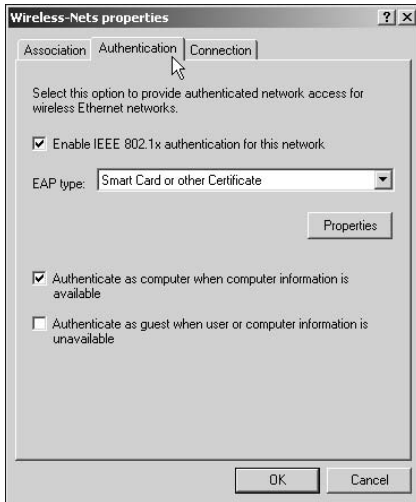 Wireless-Nets properties
Association Authentication Connection
Select this option to provide authenticated network access for
wireless Ethernet networks.
Enable IEEE 802.1x authentication for this network
EAP type: Smart Card or other Certificate
Properties
Authenticate as computer when computer information is
available
Authenticate as guest when user or computer information is
unavailable
OK Cancel